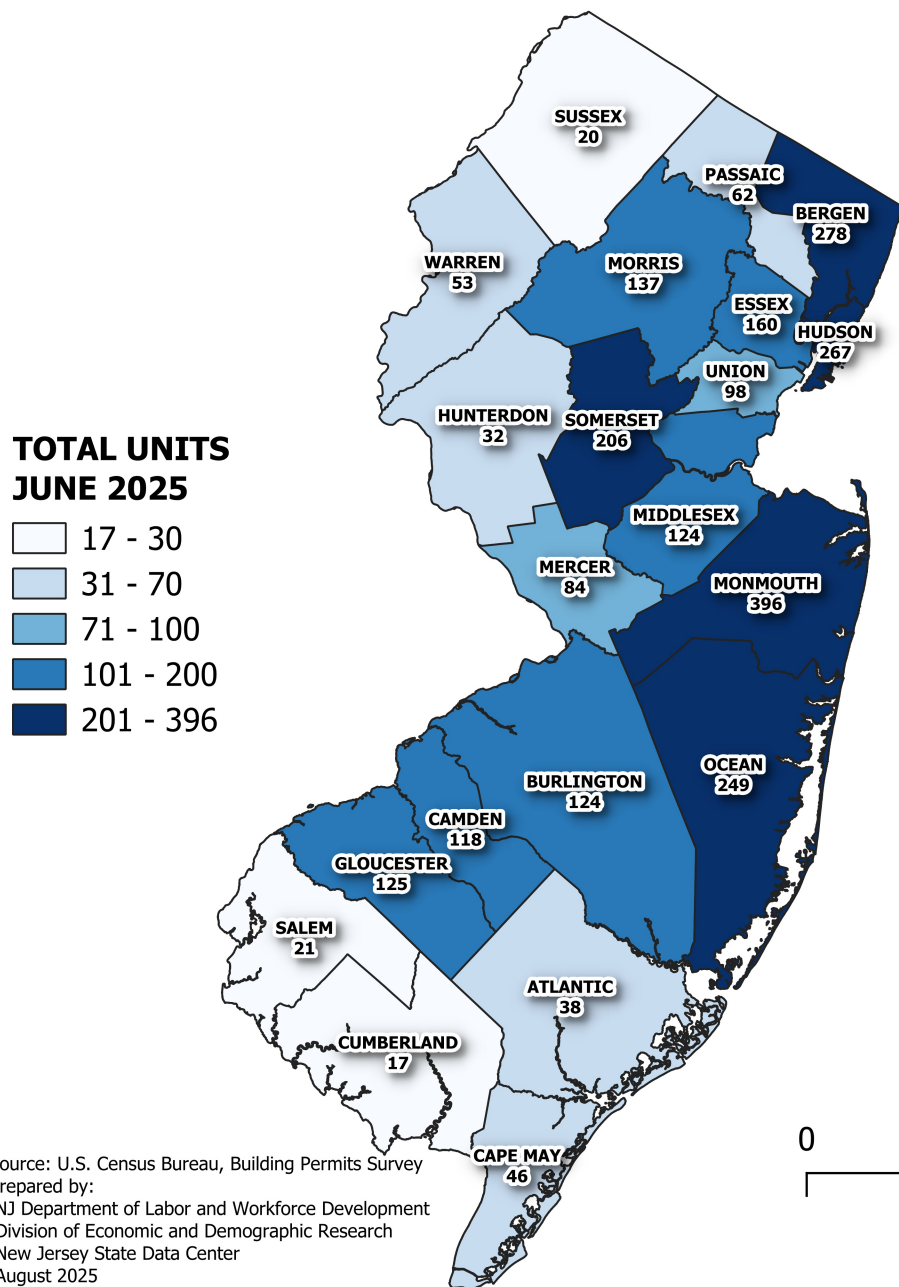 SUSSEX
20
PASSAIC
62
BERGEN
278
WARREN
53
MORRIS
137
ESSEX
160
HUDSON
267
UNION
98
HUNTERDON
32
SOMERSET
206
TOTAL UNITS
JUNE 2025
17 - 30
31 - 70
71 - 100
101 - 200
201 - 396
MIDDLESEX
124
MERCER
84
MONMOUTH
396
OCEAN
249
BURLINGTON
124
CAMDEN
118
GLOUCESTER
125
SALEM
21
ATLANTIC
38
CUMBERLAND
17
CAPE MAY
46
0
ource: U.S. Census Bureau, Building Permits Survey
repared by:
NJ Department of Labor and Workforce Development
Division of Economic and Demographic Research
New Jersey State Data Center
August 2025